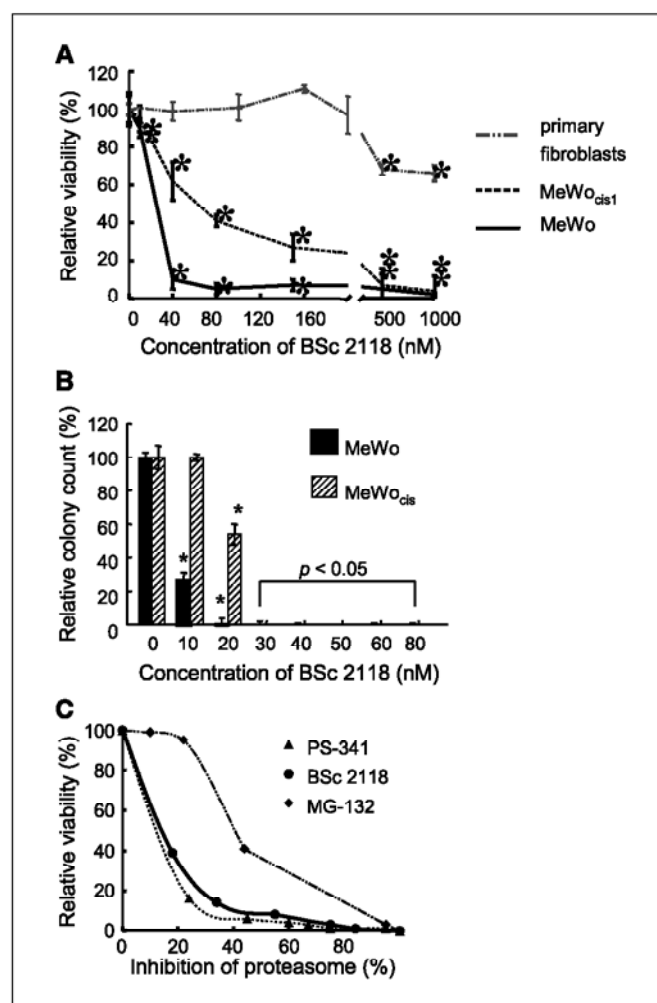 A
120
100
80
60
40
20
0
Relative viability (%)
0 40 80 120 160 500 1000
Concentration of BSc 2118 (nM)
primary
fibroblasts
MeWocis1
MeWo
B
120
100
80
60
40
20
0
Relative colony count (%)
MeWo
MeWocis
* * *
p < 0.05
0 10 20 30 40 50 60 80
Concentration of BSc 2118 (nM)
C
100
80
60
40
20
0
Relative viability (%)
PS-341
BSc 2118
MG-132
0 20 40 60 80
Inhibition of proteasome (%)